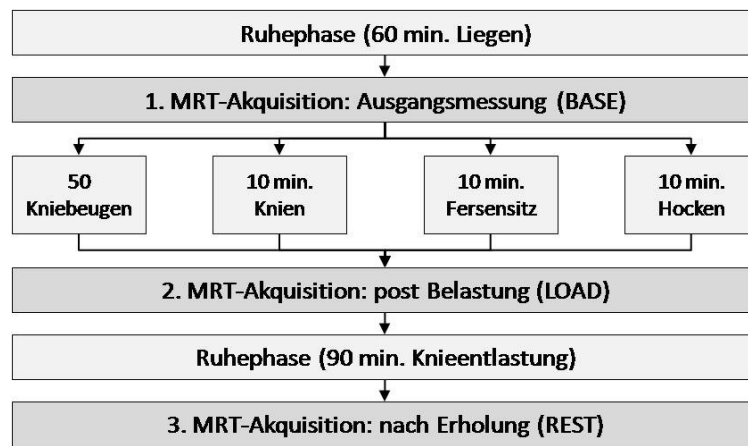 Ruhephase (60 min. Liegen)
1. MRT-Akquisition: Ausgangsmessung (BASE)
50
Kniebeugen
10 min.
Knien
10 min.
Fersensitz
10 min.
Hocken
2. MRT-Akquisition: post Belastung (LOAD)
Ruhephase (90 min. Knieentlastung)
3. MRT-Akquisition: nach Erholung (REST)